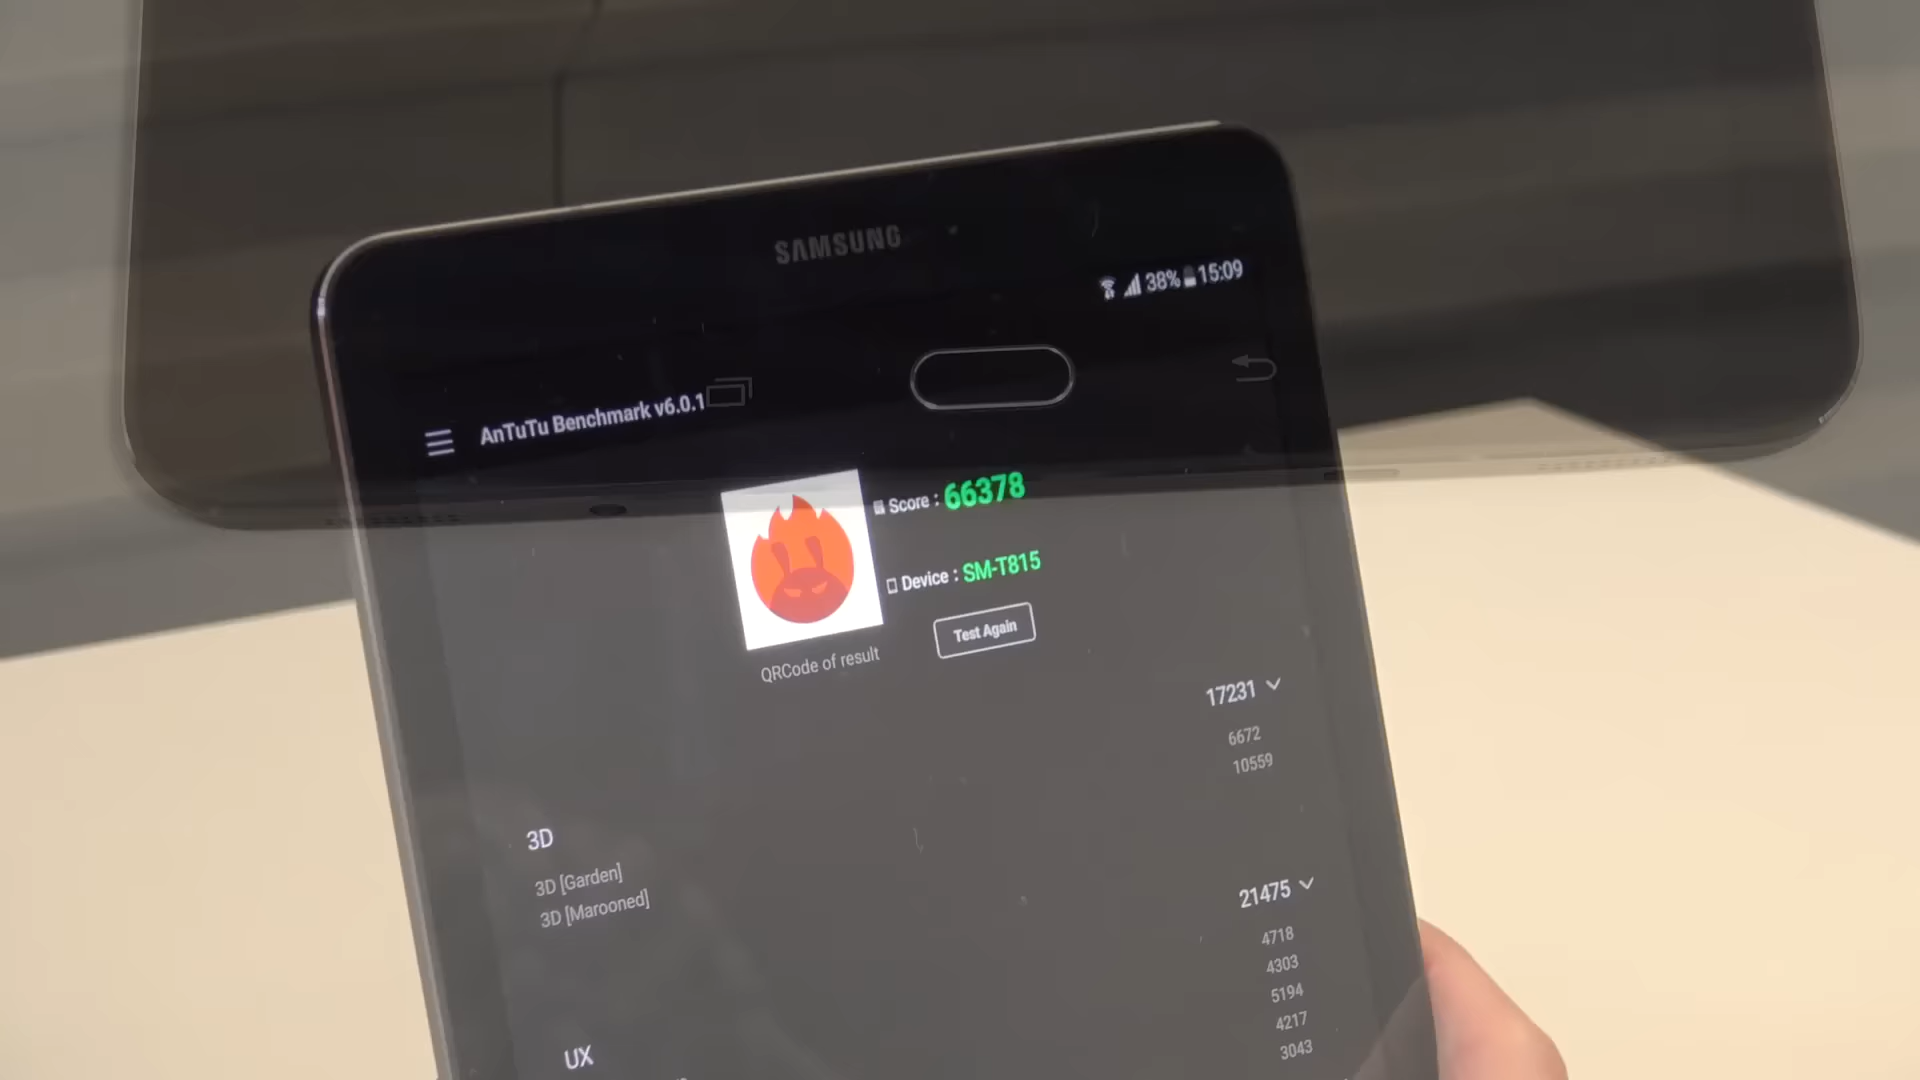 SAMSUNG
38% 15:09
AnTuTu Benchmark v6.0.1
Score : 66378
Device : SM-T815
Test Again
QRCode of result
3D 17231
3D [Garden] 6672
3D [Marooned] 10559
UX 21475
4718
4303
5194
4217
3043